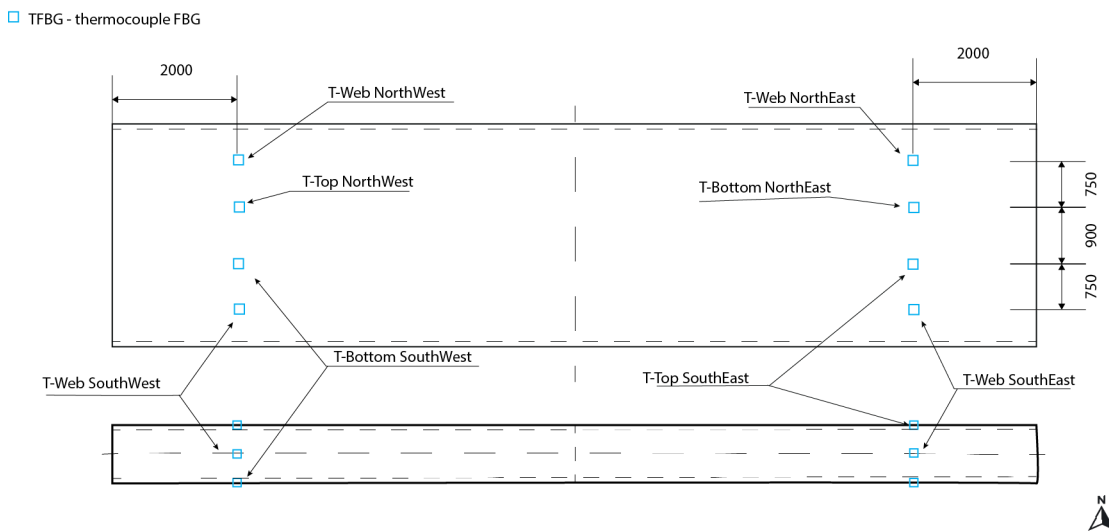 TFBG - thermocouple FBG
2000
2000
T-Web NorthWest
T-Web NorthEast
T-Top NorthWest
T-Bottom NorthEast
750
900
750
T-Bottom SouthWest
T-Web SouthWest
T-Top SouthEast
T-Web SouthEast
N